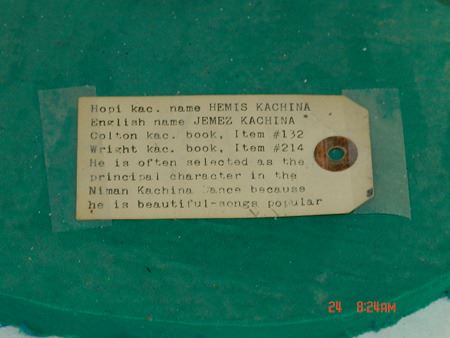 Hopi kac. name HEMIS KACHINA
English name JEMEZ KACHINA
Colton kac. book, Item #132
Wright kac. book, Item #214
He is often selected as the
principal character in the
Niman Kachina Dance because
he is beautiful-songs popular
24 8:24AM